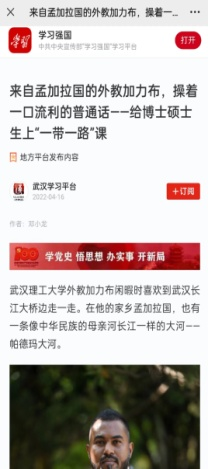 来自孟加拉国的外教加力布，操着一...
学习强国
中共中央宣传部"学习强国"学习平台
打开
来自孟加拉国的外教加力布，操着
一口流利的普通话——给博士硕士
生上“一带一路”课
地方平台发布内容
武汉学习平台
2022-04-16
+订阅
作者：邓小龙
学党史 悟思想 办实事 开新局
武汉理工大学外教加力布闲暇时喜欢到武汉长
江大桥边走一走。在他的家乡孟加拉国，也有
一条像中华民族的母亲河长江一样的大河——
帕德玛大河。